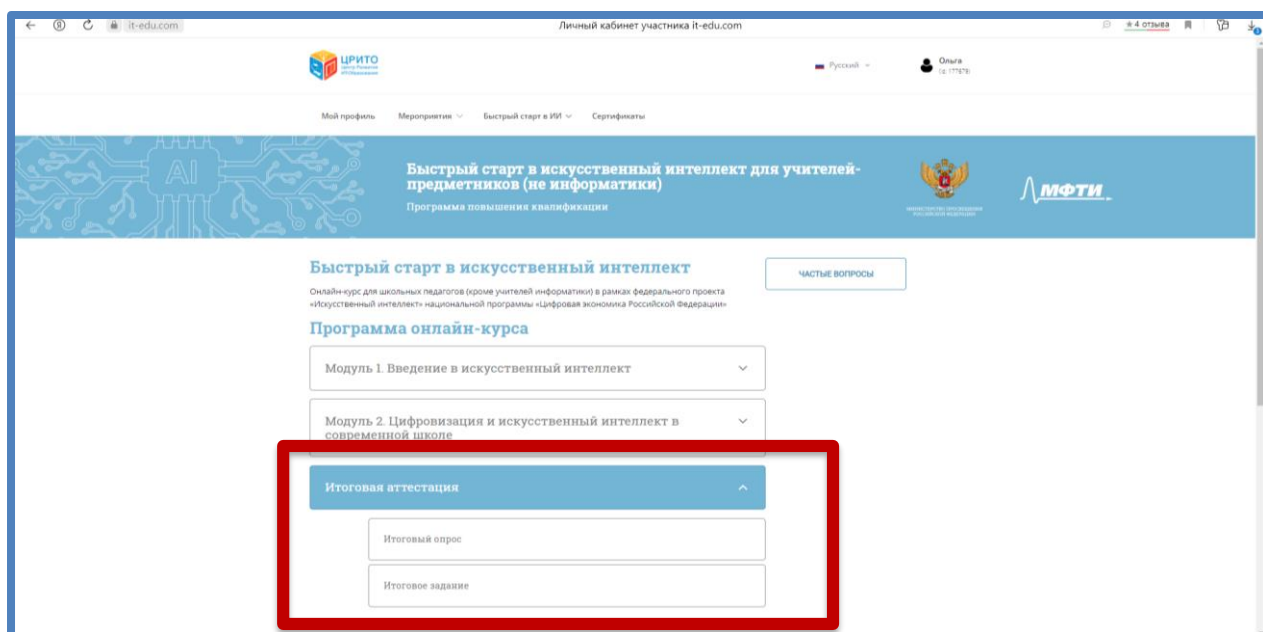 it-edu.com
Личный кабинет участника it-edu.com
★4 отзыва
ЦРИТО
Русский
Ольга
Мой профиль
Мероприятия
Быстрый старт в ИИ
Сертификаты
AI
Быстрый старт в искусственный интеллект для учителей-
предметников (не информатики)
Программа повышения квалификации
МИНИСТЕРСТВО ПРОСВЕЩЕНИЯ
РОССИЙСКОЙ ФЕДЕРАЦИИ
МФТИ
Быстрый старт в искусственный интеллект
ЧАСТЫЕ ВОПРОСЫ
Онлайн-курс для школьных педагогов (кроме учителей информатики) в рамках федерального проекта
«Искусственный интеллект» национальной программы «Цифровая экономика Российской Федерации»
Программа онлайн-курса
Модуль 1. Введение в искусственный интеллект
Модуль 2. Цифровизация и искусственный интеллект в
современной школе
Итоговая аттестация
Итоговый опрос
Итоговое задание